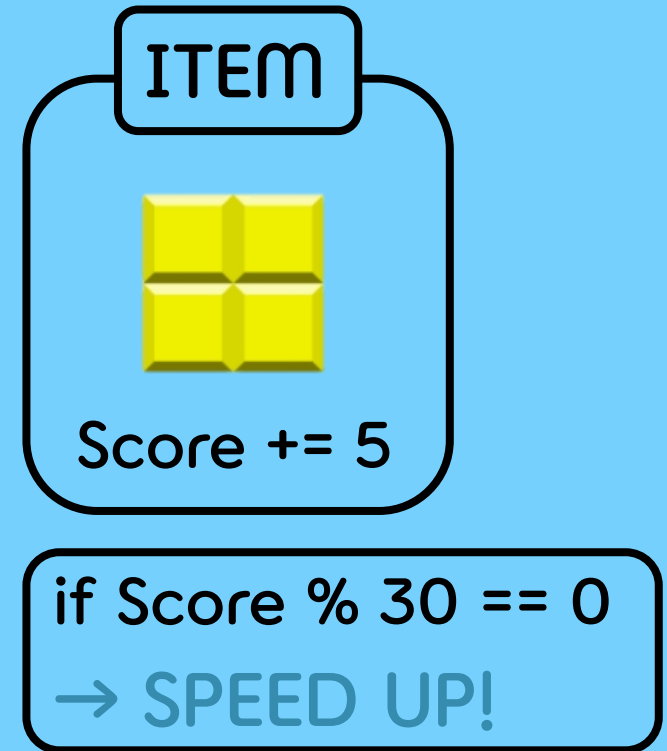 ITEM
Score += 5
if Score % 30 == 0
→ SPEED UP!